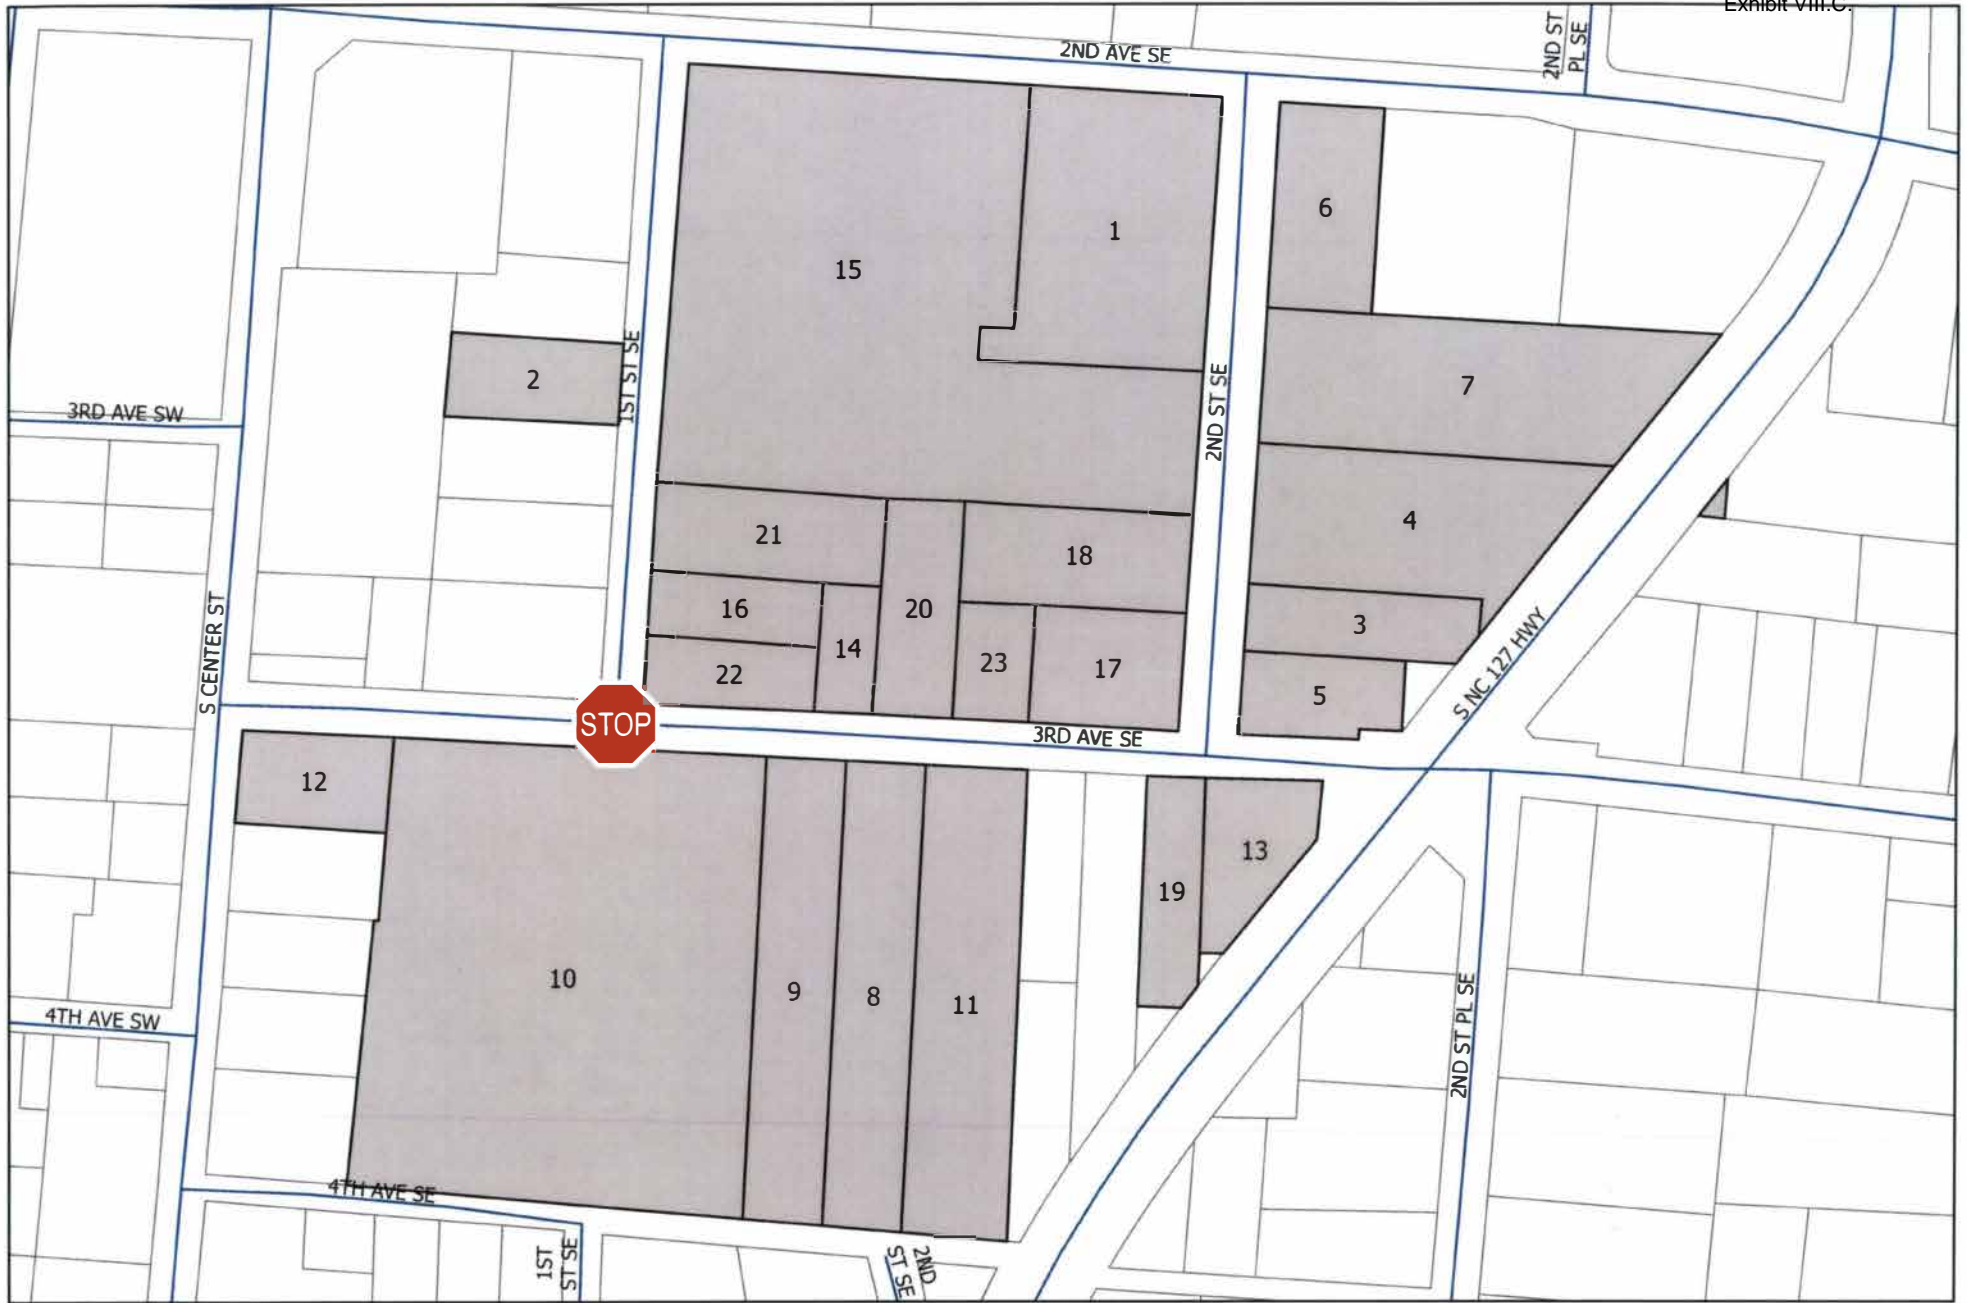 Exhibit VIII.C.
2ND AVE SE
2ND ST
PL SE
6
1
15
1ST ST SE
2
7
2ND ST SE
3RD AVE SW
4
21
18
16
20
3
14
23
17
22
5
S CENTER ST
S NC 127 HWY
STOP
3RD AVE SE
12
13
19
10
9
8
11
4TH AVE SW
2ND ST PL SE
4TH AVE SE
1ST
ST SE
2ND
ST SE